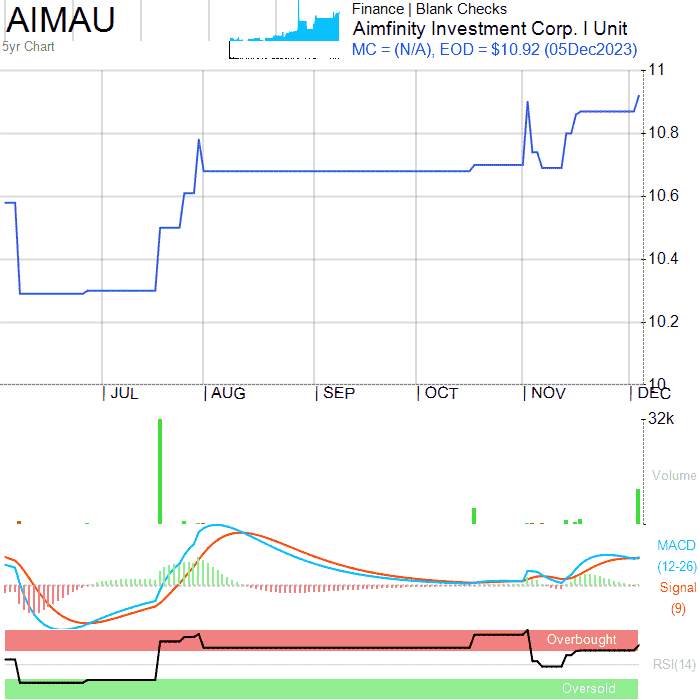 AIMAU
5yr Chart
Finance | Blank Checks
Aimfinity Investment Corp. I Unit
MC = (N/A), EOD = $10.92 (05Dec2023)
11
10.8
10.6
10.4
10.2
10
JUL
AUG
SEP
OCT
NOV
DEC
32k
Volume
MACD
(12-26)
Signal
(9)
Overbought
RSI(14)
Oversold